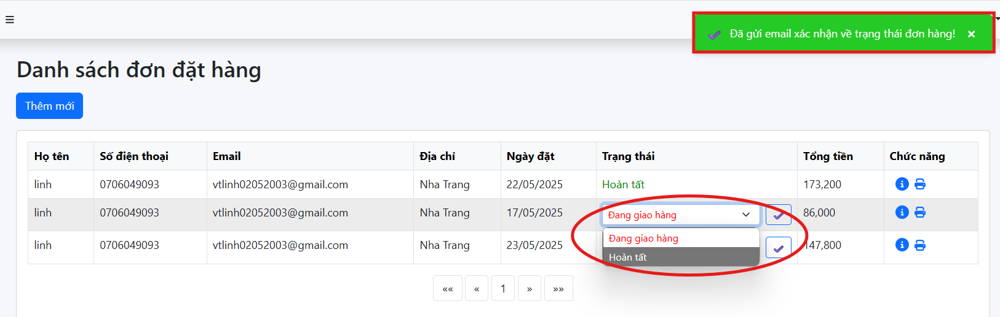 Đã gửi email xác nhận về trạng thái đơn hàng!
Danh sách đơn đặt hàng
Thêm mới
Họ tên Số điện thoại Email Địa chỉ Ngày đặt Trạng thái Tổng tiền Chức năng
linh 0706049093 vtlinh02052003@gmail.com Nha Trang 22/05/2025 Hoàn tất 173,200
linh 0706049093 vtlinh02052003@gmail.com Nha Trang 17/05/2025 Đang giao hàng 86,000
Đang giao hàng
linh 0706049093 vtlinh02052003@gmail.com Nha Trang 23/05/2025 147,800
Hoàn tất
«« « 1 » »»